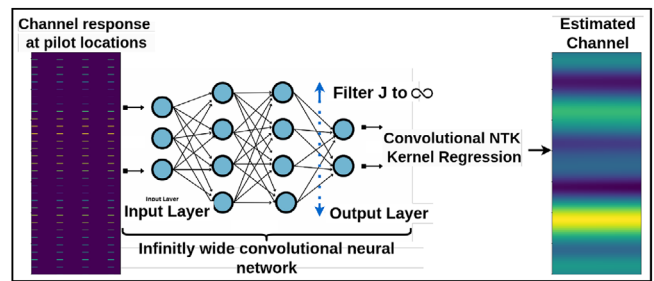 Channel response
at pilot locations
Estimated
Channel
Filter J to ∞
Convolutional NTK
Kernel Regression
Input Layer
Input Layer
Output Layer
Infinitly wide convolutional neural
network